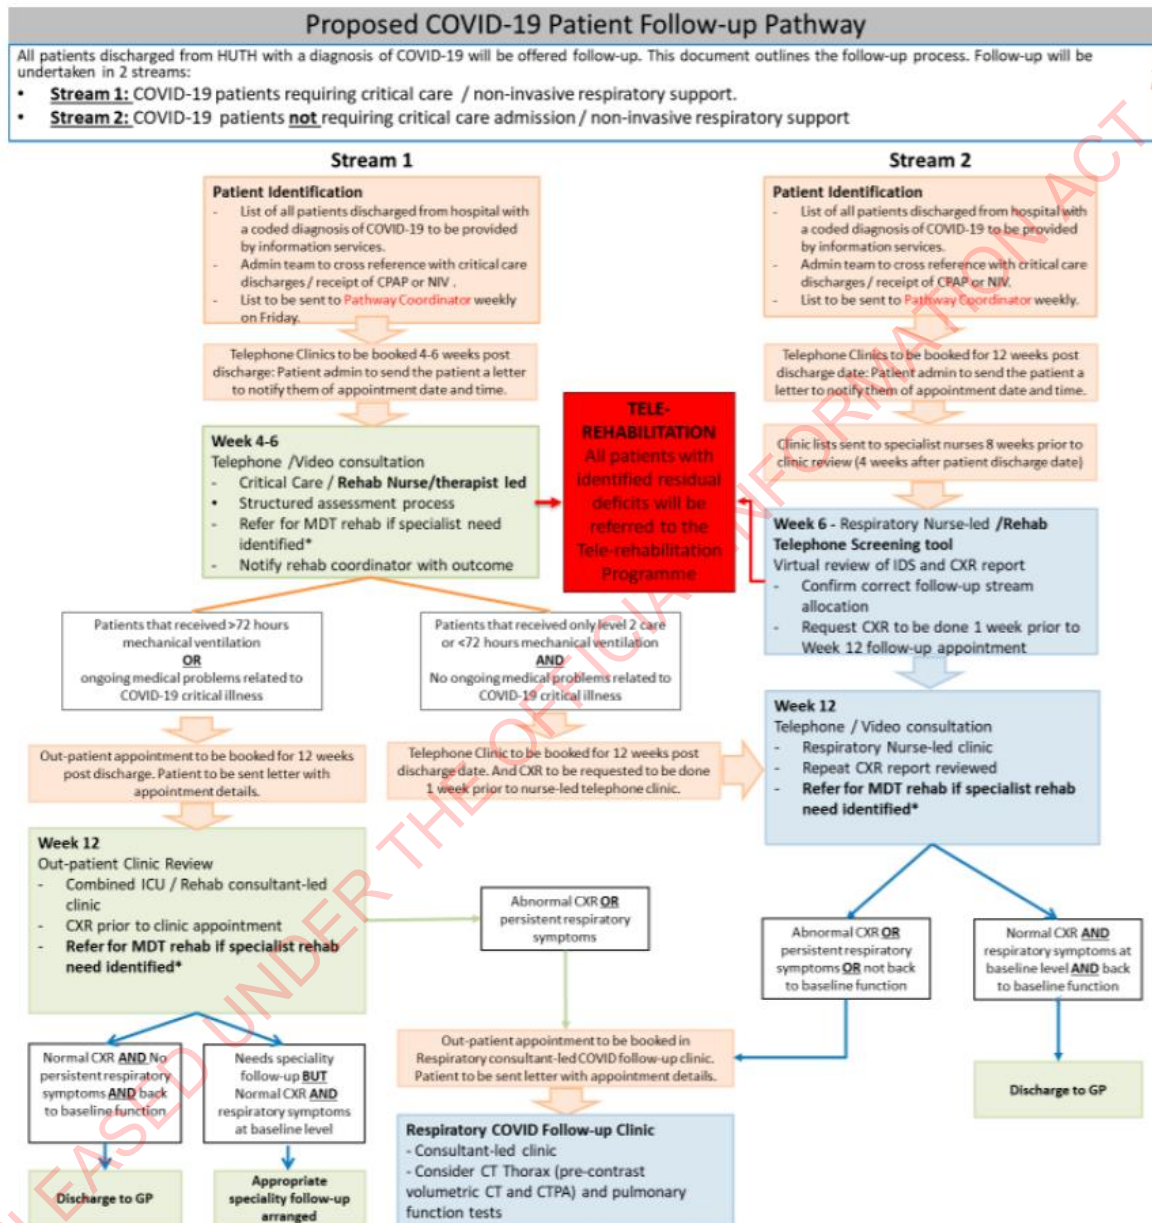 Proposed COVID-19 Patient Follow-up Pathway
All patients discharged from HUTH with a diagnosis of COVID-19 will be offered follow-up. This document outlines the follow-up process. Follow-up will be
undertaken in 2 streams:
• Stream 1: COVID-19 patients requiring critical care / non-invasive respiratory support.
• Stream 2: COVID-19 patients not requiring critical care admission / non-invasive respiratory support
Stream 1
Patient Identification
- List of all patients discharged from hospital with
a coded diagnosis of COVID-19 to be provided
by information services.
- Admin team to cross reference with critical care
discharges / receipt of CPAP or NIV .
- List to be sent to Pathway Coordinator weekly
on Friday.
Telephone Clinics to be booked 4-6 weeks post
discharge: Patient admin to send the patient a letter
to notify them of appointment date and time.
Week 4-6
Telephone /Video consultation
- Critical Care / Rehab Nurse/therapist led
• Structured assessment process
- Refer for MDT rehab if specialist need
identified*
- Notify rehab coordinator with outcome
TELE-
REHABILITATION
All patients with
identified residual
deficits will be
referred to the
Tele-rehabilitation
Programme
Stream 2
Patient Identification
- List of all patients discharged from hospital with
a coded diagnosis of COVID-19 to be provided
by information services.
- Admin team to cross reference with critical care
discharges / receipt of CPAP or NIV.
- List to be sent to Pathway Coordinator weekly.
Telephone Clinics to be booked for 12 weeks post
discharge date: Patient admin to send the patient a
letter to notify them of appointment date and time.
Clinic lists sent to specialist nurses 8 weeks prior to
clinic review (4 weeks after patient discharge date)
Week 6 - Respiratory Nurse-led /Rehab
Telephone Screening tool
Virtual review of IDS and CXR report
- Confirm correct follow-up stream
allocation
- Request CXR to be done 1 week prior to
Week 12 follow-up appointment
Patients that received >72 hours
mechanical ventilation
OR
ongoing medical problems related to
COVID-19 critical illness
Patients that received only level 2 care
or <72 hours mechanical ventilation
AND
No ongoing medical problems related to
COVID-19 critical illness
Out-patient appointment to be booked for 12 weeks
post discharge. Patient to be sent letter with
appointment details.
Telephone Clinic to be booked for 12 weeks post
discharge date. And CXR to be requested to be done
1 week prior to nurse-led telephone clinic.
Week 12
Telephone / Video consultation
- Respiratory Nurse-led clinic
- Repeat CXR report reviewed
- Refer for MDT rehab if specialist rehab
need identified*
Week 12
Out-patient Clinic Review
- Combined ICU / Rehab consultant-led
clinic
- CXR prior to clinic appointment
- Refer for MDT rehab if specialist rehab
need identified*
Abnormal CXR OR
persistent respiratory
symptoms
Abnormal CXR OR
persistent respiratory
symptoms OR not back
to baseline function
Normal CXR AND
respiratory symptoms at
baseline level AND back
to baseline function
Normal CXR AND No
persistent respiratory
symptoms AND back
to baseline function
Needs speciality
follow-up BUT
Normal CXR AND
respiratory symptoms
at baseline level
Out-patient appointment to be booked in
Respiratory consultant-led COVID follow-up clinic.
Patient to be sent letter with appointment details.
Discharge to GP
Discharge to GP
Appropriate
speciality follow-up
arranged
Respiratory COVID Follow-up Clinic
- Consultant-led clinic
- Consider CT Thorax (pre-contrast
volumetric CT and CTPA) and pulmonary
function tests
EASED UNDER THE OFFICIAL INFORMATION ACT